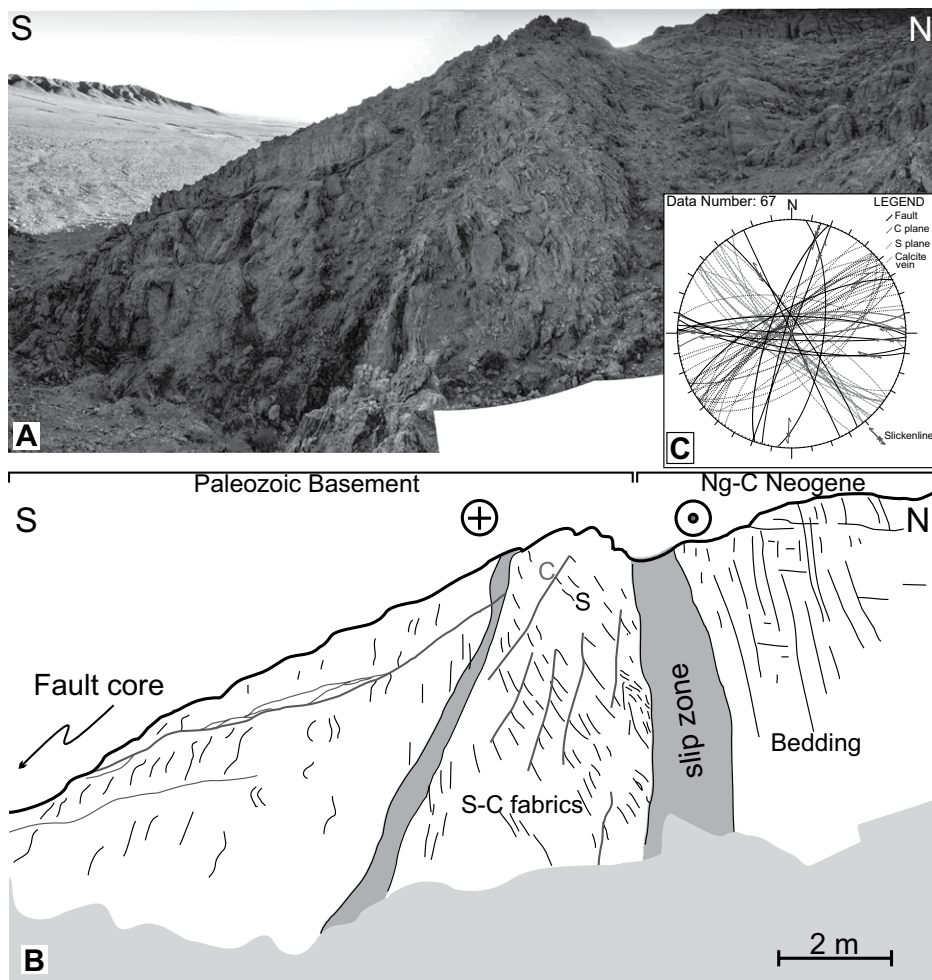 S
N
Data Number: 67
N
LEGEND
Fault
C plane
S plane
Calcite
vein
Slickenline
C
A
Paleozoic Basement
Ng-C Neogene
S
N
C
S
Fault core
slip zone
Bedding
S-C fabrics
B
2 m